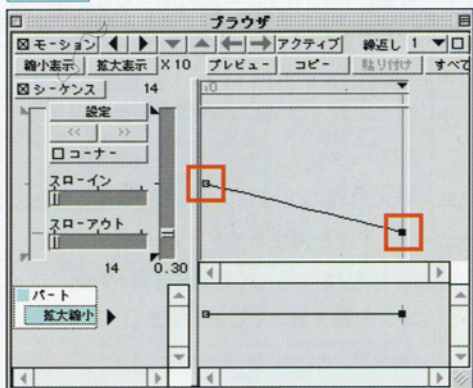 ブラウザ
モーション アクティブ 繰返し 1
縮小表示 拡大表示 X 10 プレビュー コピー 貼り付け すべて
シーケンス 14 0
設定
<< >>
コーナー
スローイン
スローアウト
14 0.30
パート
拡大縮小